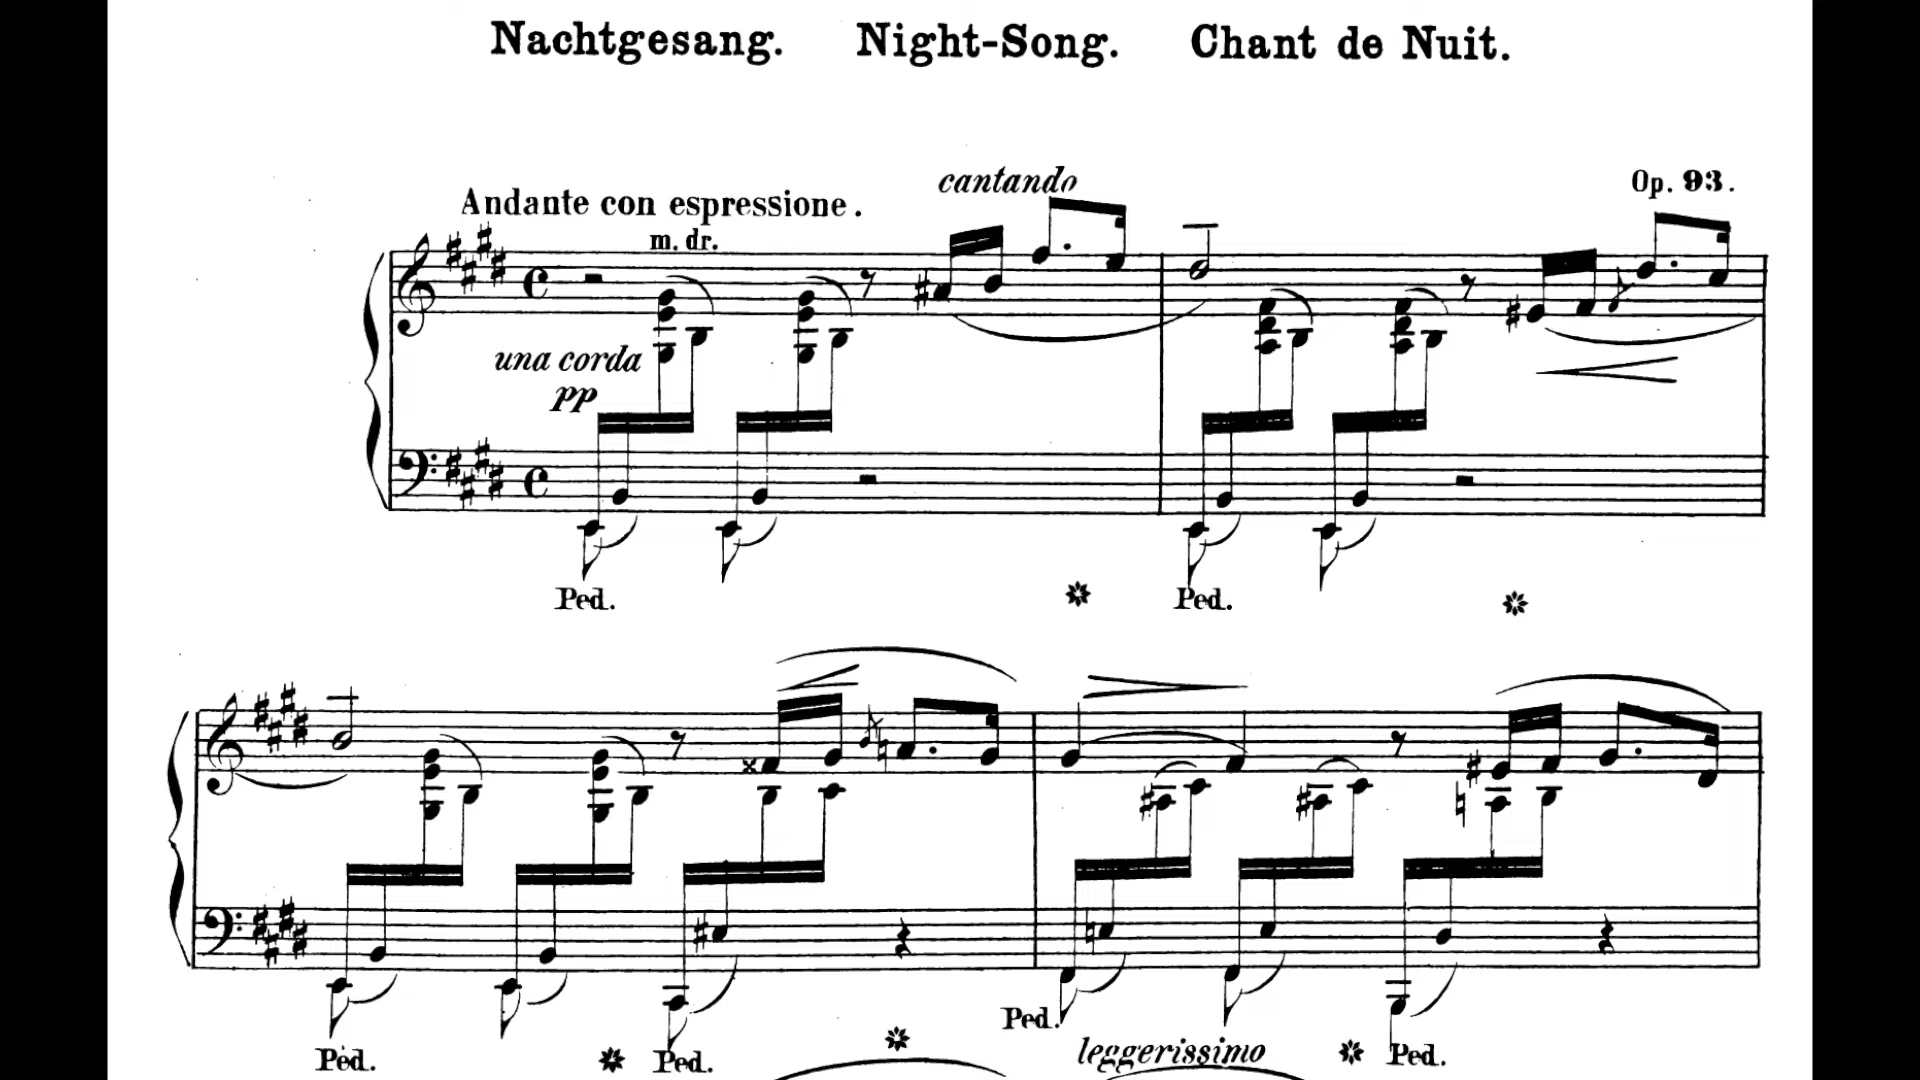 Nachtgesang. Night-Song. Chant de Nuit.
cantando
Op. 93.
Andante con espressione.
m. dr.
una corda
pp
Ped. Ped.
Ped. Ped. Ped. leggerissimo Ped.